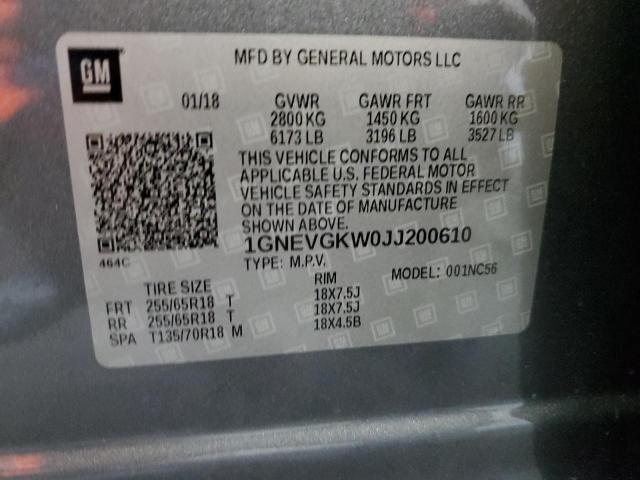 GM
MFD BY GENERAL MOTORS LLC
01/18 GVWR GAWR FRT GAWR RR
2800 KG 1450 KG 1600 KG
6173 LB 3196 LB 3527 LB
THIS VEHICLE CONFORMS TO ALL
APPLICABLE U.S. FEDERAL MOTOR
VEHICLE SAFETY STANDARDS IN EFFECT
ON THE DATE OF MANUFACTURE
SHOWN ABOVE.
1GNEVGKW0JJ200610
464C
TYPE: M.P.V. MODEL: 001NC56
TIRE SIZE RIM
FRT 255/65R18 T 18X7.5J
RR 255/65R18 T 18X7.5J
SPA T135/70R18 M 18X4.5B